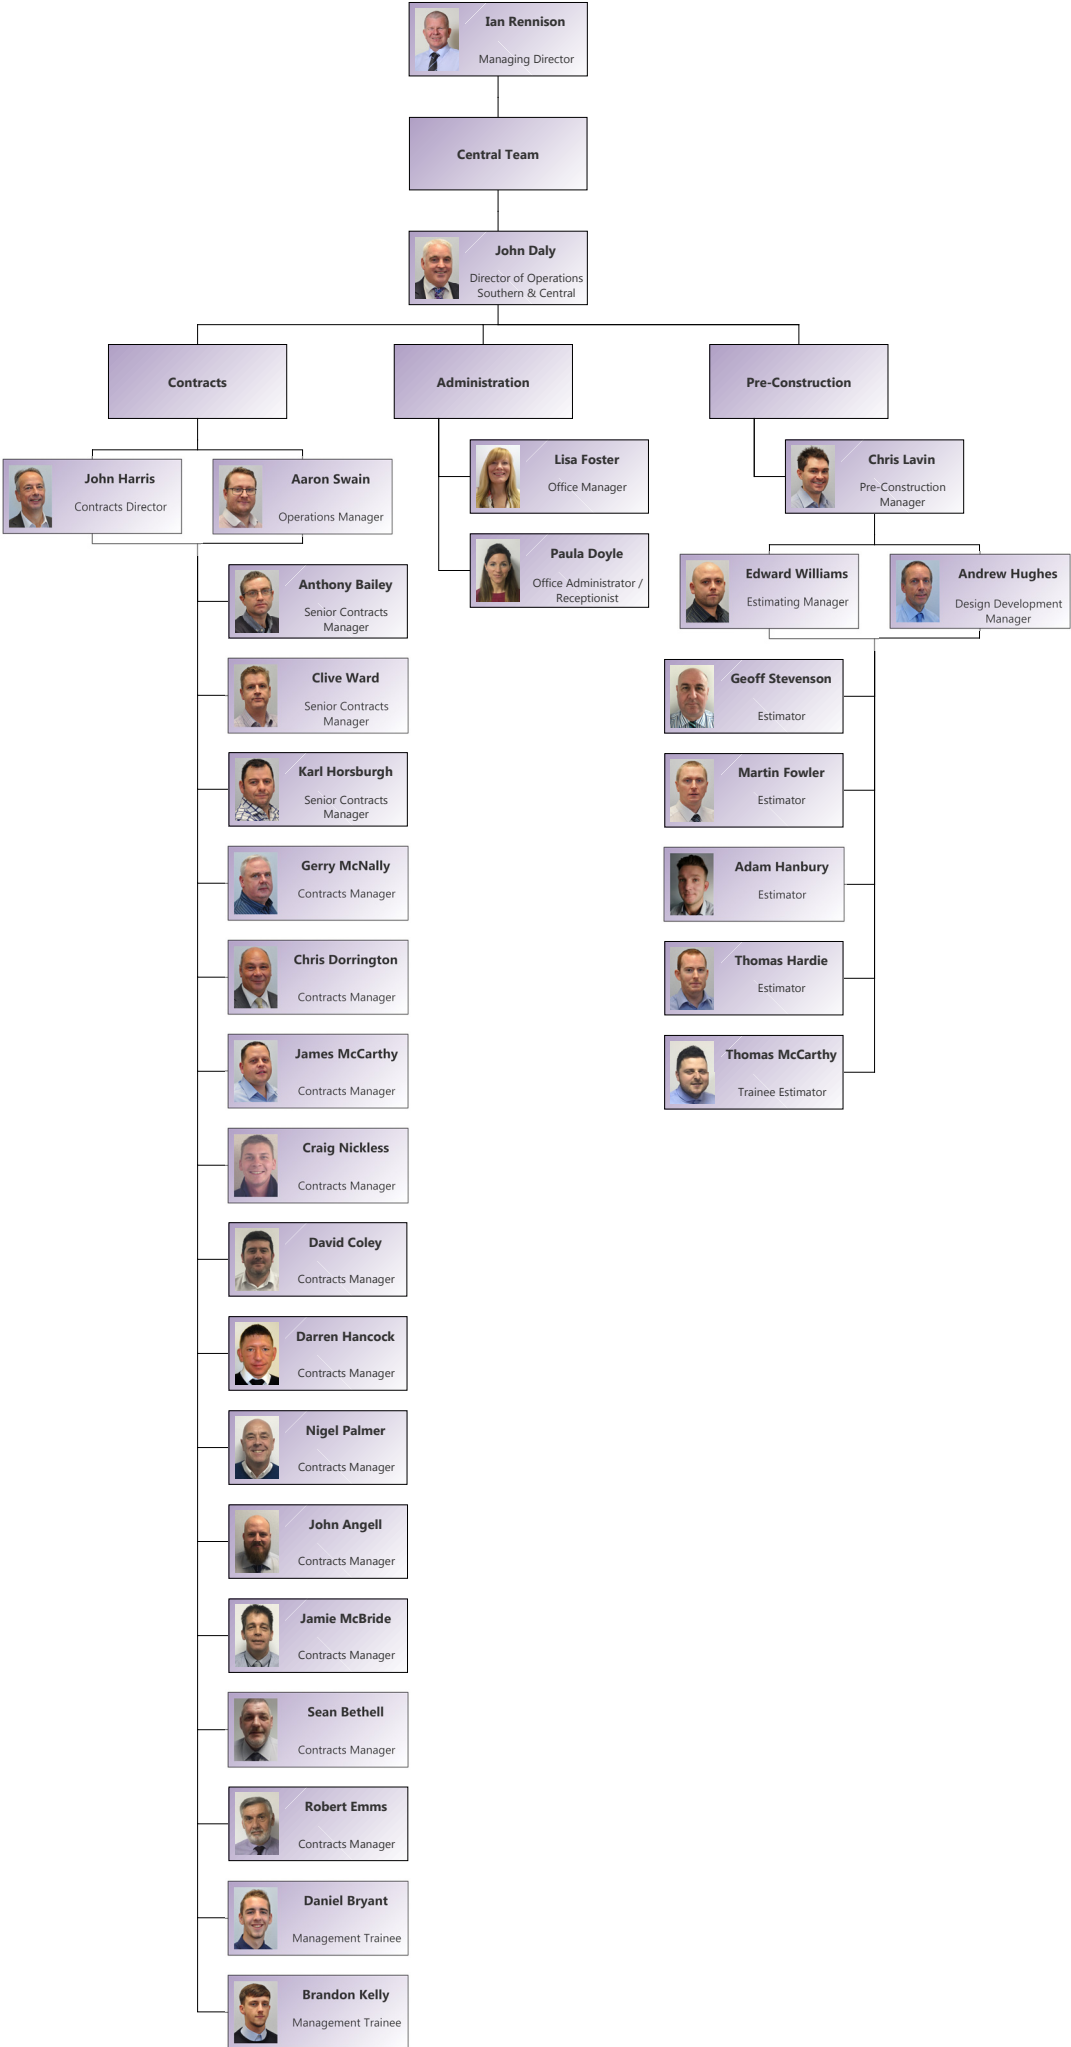 Ian Rennison
Managing Director
Central Team
John Daly
Director of Operations
Southern & Central
Contracts
Administration
Pre-Construction
John Harris
Contracts Director
Aaron Swain
Operations Manager
Lisa Foster
Office Manager
Paula Doyle
Office Administrator /
Receptionist
Chris Lavin
Pre-Construction
Manager
Edward Williams
Estimating Manager
Andrew Hughes
Design Development
Manager
Anthony Bailey
Senior Contracts
Manager
Clive Ward
Senior Contracts
Manager
Karl Horsburgh
Senior Contracts
Manager
Gerry McNally
Contracts Manager
Chris Dorrington
Contracts Manager
James McCarthy
Contracts Manager
Craig Nickless
Contracts Manager
David Coley
Contracts Manager
Darren Hancock
Contracts Manager
Nigel Palmer
Contracts Manager
John Angell
Contracts Manager
Jamie McBride
Contracts Manager
Sean Bethell
Contracts Manager
Robert Emms
Contracts Manager
Daniel Bryant
Management Trainee
Brandon Kelly
Management Trainee
Geoff Stevenson
Estimator
Martin Fowler
Estimator
Adam Hanbury
Estimator
Thomas Hardie
Estimator
Thomas McCarthy
Trainee Estimator